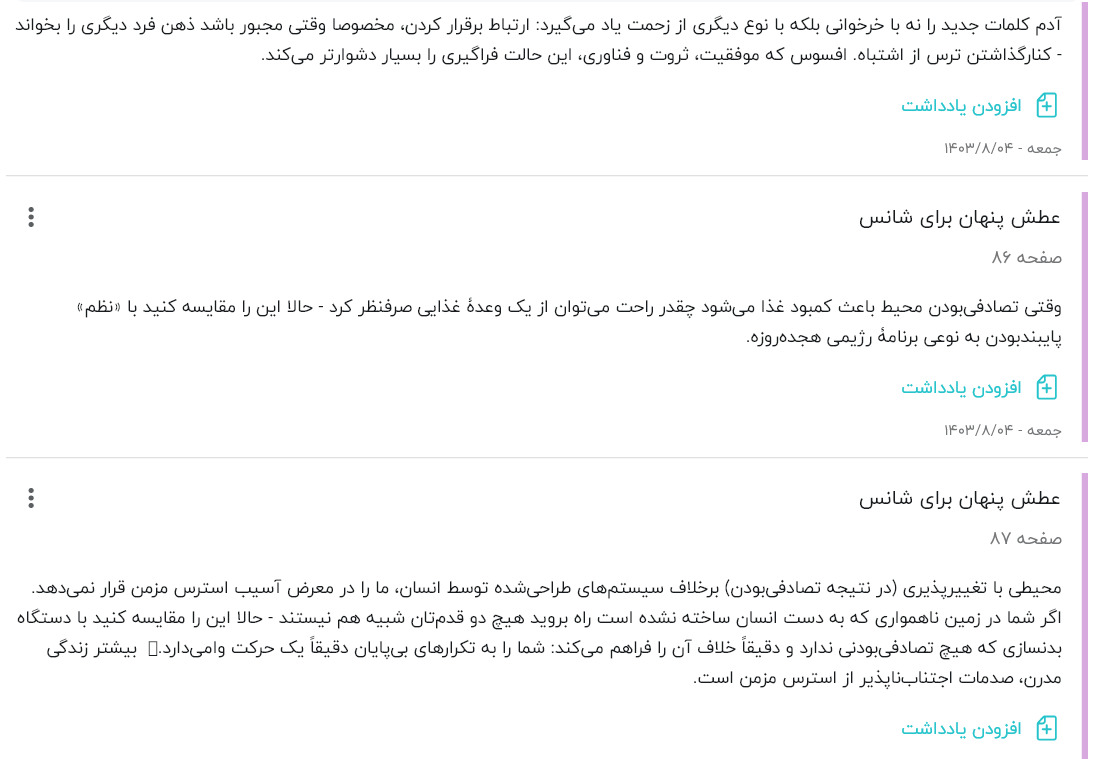 آدم کلمات جدید را نه با خرخوانی بلکه با نوع دیگری از زحمت یاد می‌گیرد: ارتباط برقرار کردن، مخصوصا وقتی مجبور باشد ذهن فرد دیگری را بخواند
- کنارگذاشتن ترس از اشتباه. افسوس که موفقیت، ثروت و فناوری، این حالت فراگیری را بسیار دشوارتر می‌کند.
افزودن یادداشت
جمعه - ۱۴۰۳/۸/۰۴
عطش پنهان برای شانس
صفحه ۸۶
وقتی تصادفی‌بودن محیط باعث کمبود غذا می‌شود چقدر راحت می‌توان از یک وعدهٔ غذایی صرفنظر کرد - حالا این را مقایسه کنید با «نظم»
پایبندبودن به نوعی برنامهٔ رژیمی هجده‌روزه.
افزودن یادداشت
جمعه - ۱۴۰۳/۸/۰۴
عطش پنهان برای شانس
صفحه ۸۷
محیطی با تغییرپذیری (در نتیجه تصادفی‌بودن) برخلاف سیستم‌های طراحی‌شده توسط انسان، ما را در معرض آسیب استرس مزمن قرار نمی‌دهد.
اگر شما در زمین ناهمواری که به دست انسان ساخته نشده است راه بروید هیچ دو قدم‌تان شبیه هم نیستند - حالا این را مقایسه کنید با دستگاه
بدنسازی که هیچ تصادفی‌بودنی ندارد و دقیقاً خلاف آن را فراهم می‌کند: شما را به تکرارهای بی‌پایان دقیقاً یک حرکت وامی‌دارد. بیشتر زندگی
مدرن، صدمات اجتناب‌ناپذیر از استرس مزمن است.
افزودن یادداشت